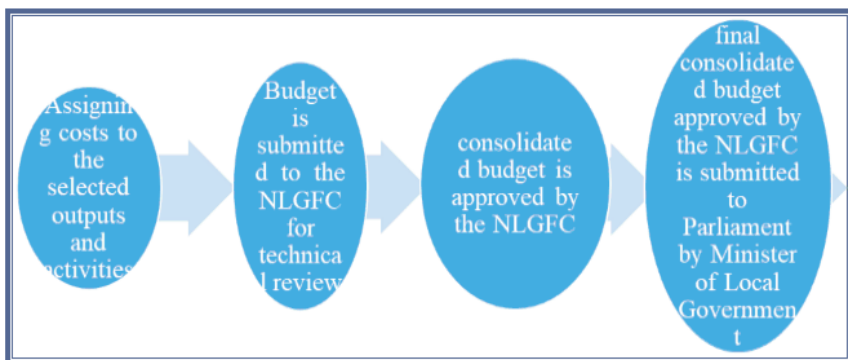 Assignin
g costs to
the
selected
outputs
and
activities
Budget
is
submitte
d to the
NLGFC
for
technica
l review
consolidate
d budget is
approved by
the NLGFC
final
consolidate
d budget
approved by
the NLGFC
is submitted
to
Parliament
by Minister
of Local
Governmen
t